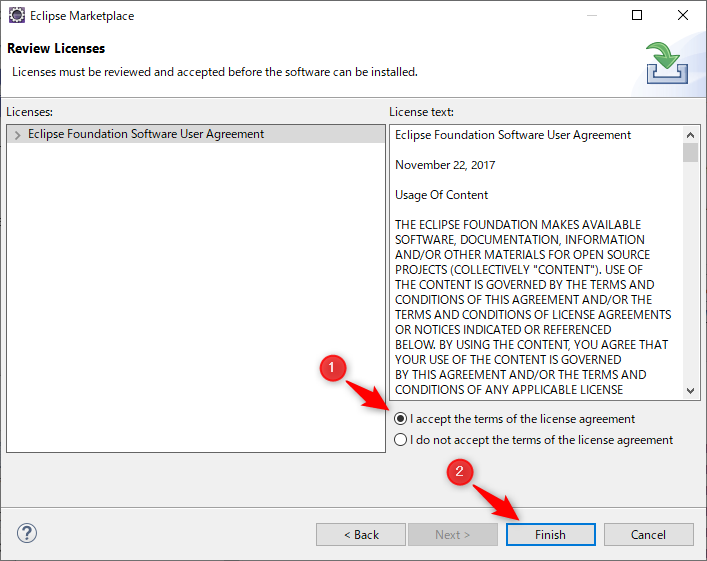 Eclipse Marketplace
Review Licenses
Licenses must be reviewed and accepted before the software can be installed.
Licenses:
Eclipse Foundation Software User Agreement
License text:
Eclipse Foundation Software User Agreement
November 22, 2017
Usage Of Content
THE ECLIPSE FOUNDATION MAKES AVAILABLE
SOFTWARE, DOCUMENTATION, INFORMATION
AND/OR OTHER MATERIALS FOR OPEN SOURCE
PROJECTS (COLLECTIVELY "CONTENT"). USE OF
THE CONTENT IS GOVERNED BY THE TERMS AND
CONDITIONS OF THIS AGREEMENT AND/OR THE
TERMS AND CONDITIONS OF LICENSE AGREEMENTS
OR NOTICES INDICATED OR REFERENCED
BELOW. BY USING THE CONTENT, YOU AGREE THAT
YOUR USE OF THE CONTENT IS GOVERNED
BY THIS AGREEMENT AND/OR THE TERMS AND
CONDITIONS OF ANY APPLICABLE LICENSE
1
I accept the terms of the license agreement
I do not accept the terms of the license agreement
2
?
< Back
Next >
Finish
Cancel